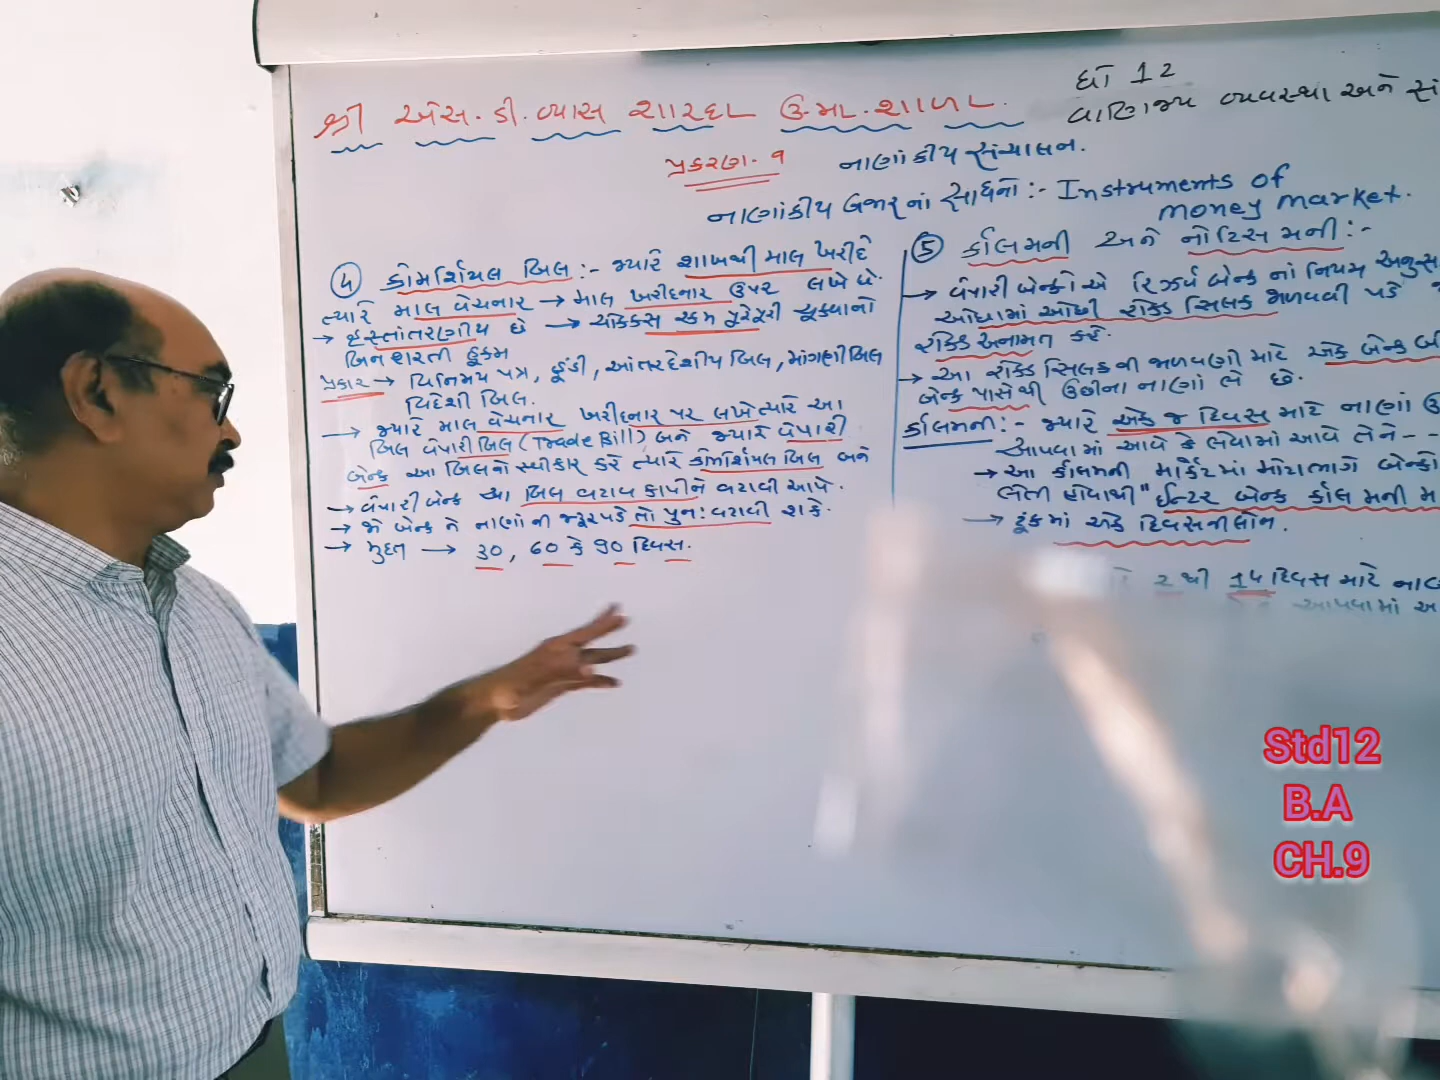 શ્રી એસ.ડી.વ્યાસ શારદા ઉ.મા.શાળા.
ધો 12
વાણિજ્ય વ્યવસ્થા અને સં
પ્રકરણ-૧ નાણાંકીય સંચાલન.
નાણાંકીય બજારનાં સાધનો:- Instruments of
money market.
④ કોમર્શિયલ બિલ:- જ્યારે શાખથી માલ ખરીદે
ત્યારે માલ વેચનાર → માલ ખરીદનાર ઉપર લખે છે.
→ હસ્તાંતરણીય છે → ચોક્કસ રકમ પૂરેપૂરી ચૂકવાનો
બિન શરતી હૂકમ
પ્રકાર → વિનિમય પત્ર, હૂંડી, આંતરદેશીય બિલ, માંગણી બિલ
વિદેશી બિલ.
→ જ્યારે માલ વેચનાર ખરીદનાર પર લખે ત્યારે આ
બિલ વેપારી બિલ (Trade Bill) બને જ્યારે વેપારી
બેન્ક આ બિલનો સ્વીકાર કરે ત્યારે કોમર્શિયલ બિલ બને
→ વેપારી બેન્ક આ બિલ વટાવ કાપીને વટાવી આપે.
→ જો બેન્ક ને નાણાં ની જરૂર પડે તો પુન: વટાવી શકે.
→ મુદત → 30, 60 કે 90 દિવસ.
⑤ કૉલમની અને નોટિસ મની:-
→ વેપારી બેન્કો એ રિઝર્વ બેન્ક નાં નિયમ અનુસ
ઓછામાં ઓછી રોકડ સિલક જાળવવી પડે
રોકડ અનામત કહે.
→ આ રોકડ સિલક ની જાળવણી માટે એક બેન્ક બી
બેન્ક પાસેથી ઉછીના નાણાં લે છે.
કૉલમની:- જ્યારે એક જ દિવસ માટે નાણાં ઉ
આપવામાં આવે કે લેવામાં આવે તેને--
→ આ કૉલમની માર્કેટમાં મોટાભાગે બેન્કો
લેતી હોવાથી "ઈન્ટર બેન્ક કૉલ મની મ
→ ટૂંકમાં એક દિવસની લોન.
2 થી 14 દિવસ માટે નાણ
આપવામાં આ
Std12
B.A
CH.9